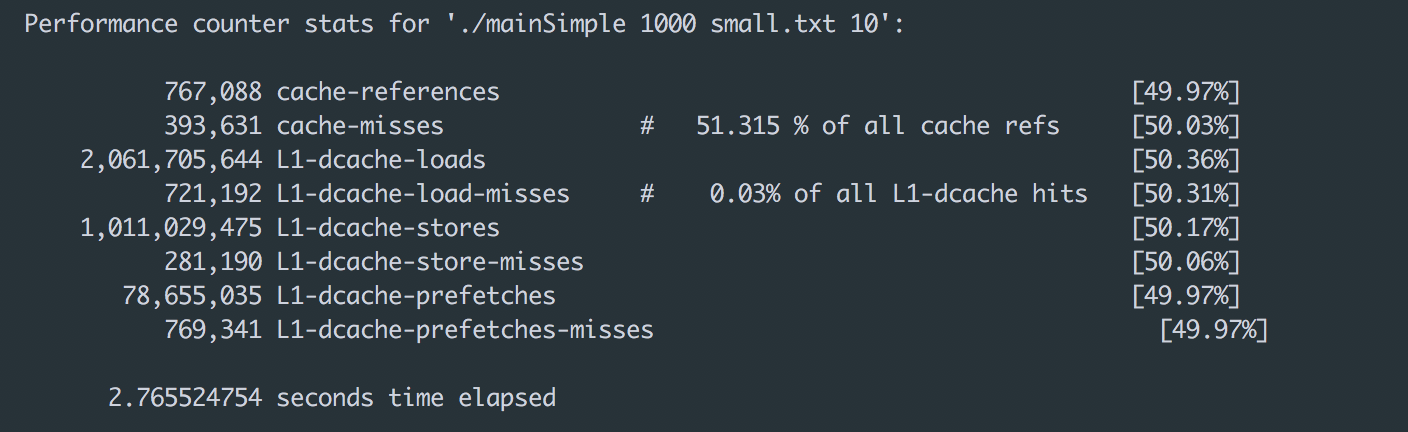 Performance counter stats for './mainSimple 1000 small.txt 10':
767,088 cache-references [49.97%]
393,631 cache-misses # 51.315 % of all cache refs [50.03%]
2,061,705,644 L1-dcache-loads [50.36%]
721,192 L1-dcache-load-misses # 0.03% of all L1-dcache hits [50.31%]
1,011,029,475 L1-dcache-stores [50.17%]
281,190 L1-dcache-store-misses [50.06%]
78,655,035 L1-dcache-prefetches [49.97%]
769,341 L1-dcache-prefetches-misses [49.97%]
2.765524754 seconds time elapsed